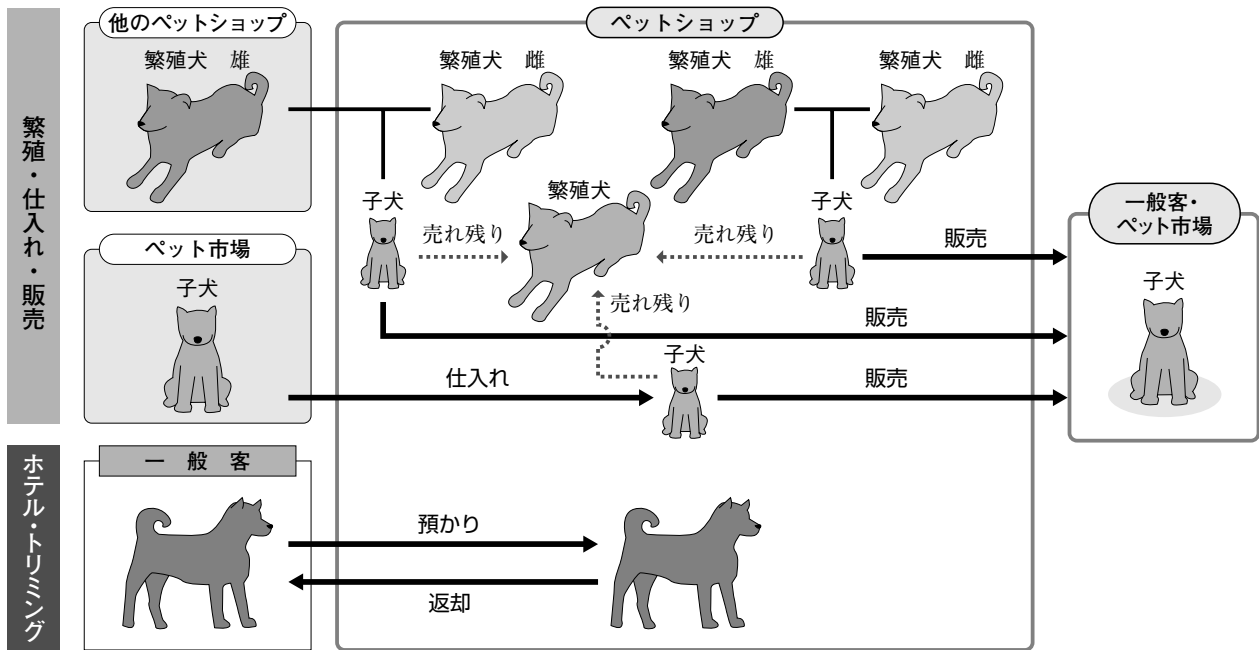 繁殖・仕入れ・販売
他のペットショップ
繁殖犬　雄
ペットショップ
繁殖犬　雌
繁殖犬　雄
繁殖犬　雌
子犬
売れ残り
繁殖犬
売れ残り
子犬
販売
一般客・
ペット市場
子犬
ペット市場
子犬
売れ残り
販売
仕入れ
子犬
販売
ホテル・トリミング
一般客
預かり
返却